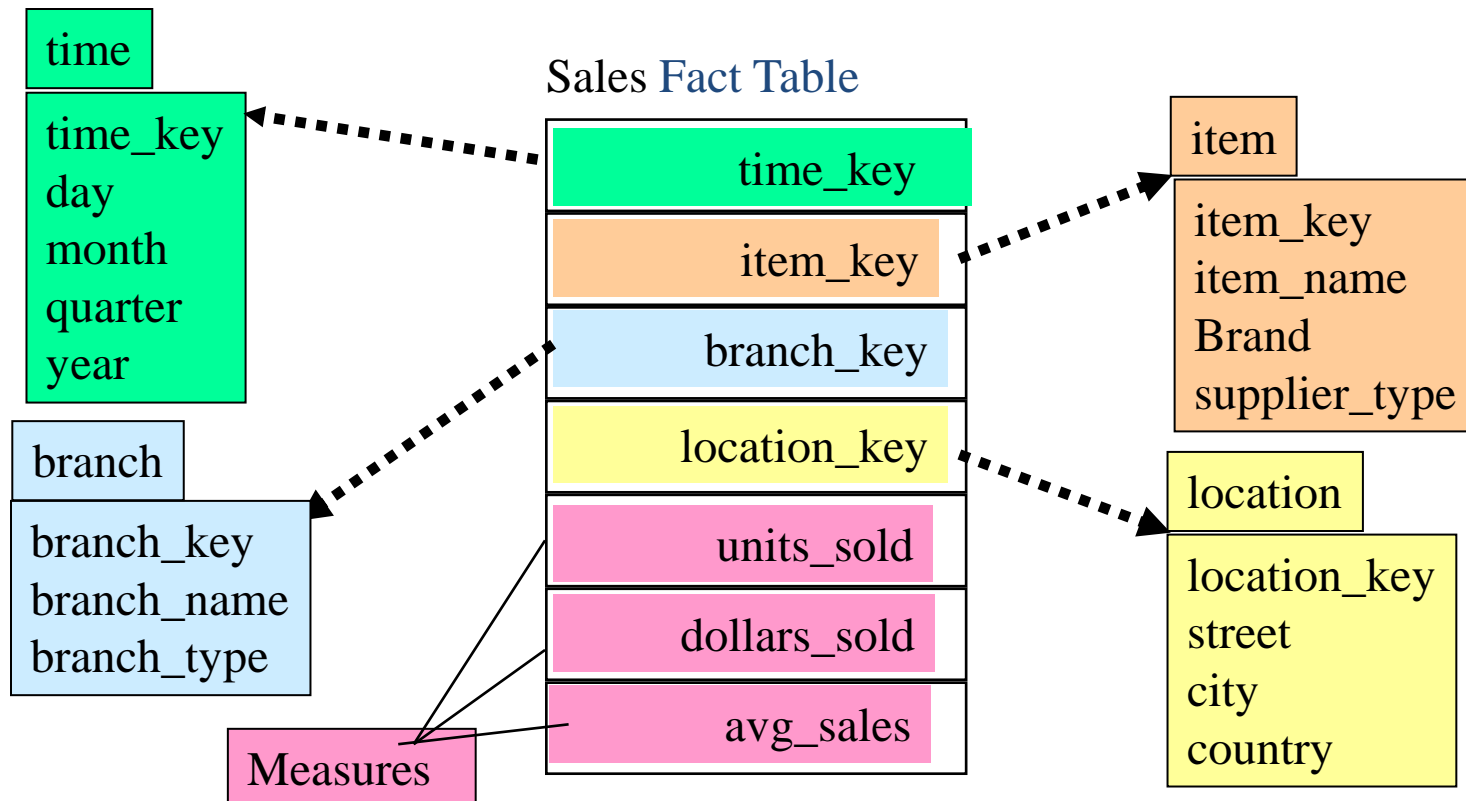 time
time_key
day
month
quarter
year
branch
branch_key
branch_name
branch_type
Sales Fact Table
time_key
item_key
branch_key
location_key
units_sold
dollars_sold
avg_sales
Measures
item
item_key
item_name
Brand
supplier_type
location
location_key
street
city
country